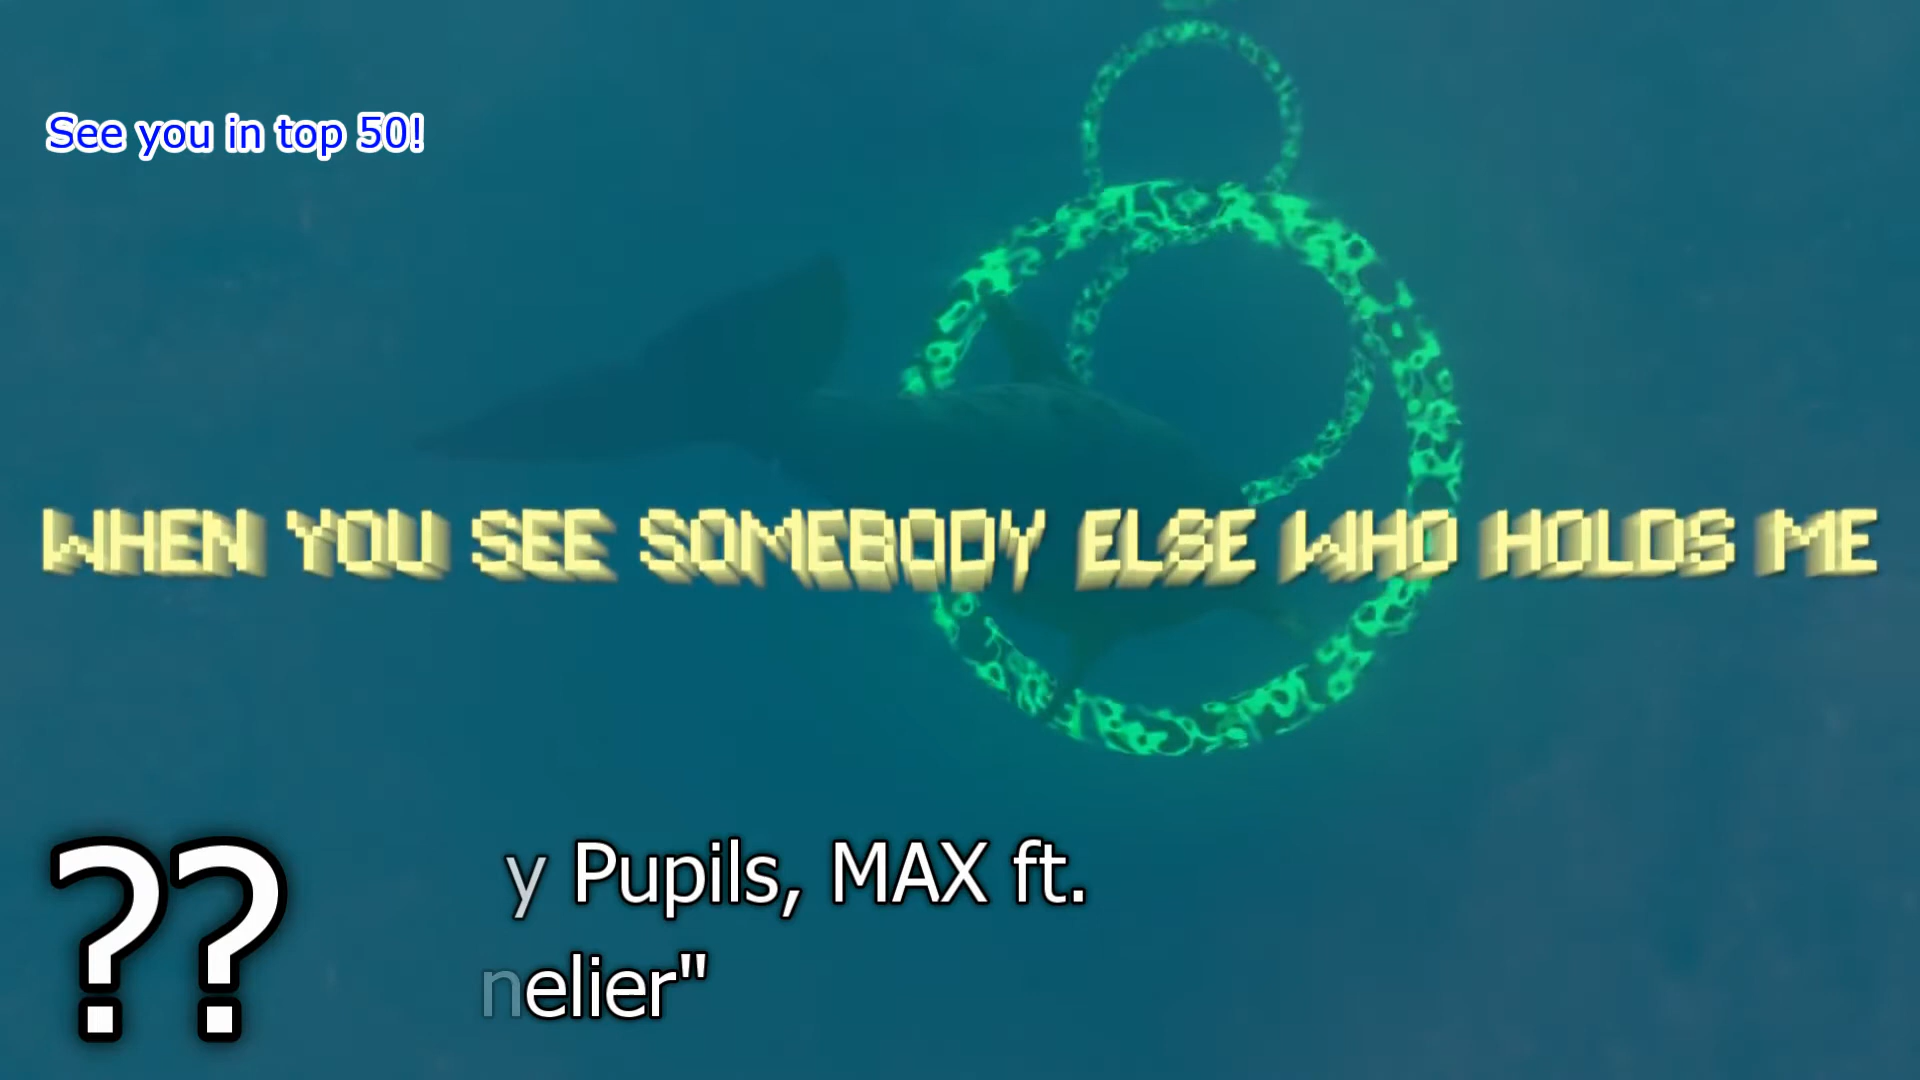 See you in top 50!
WHEN YOU SEE SOMEBODY ELSE WHO HOLDS ME
??
y Pupils, MAX ft.
nelier"